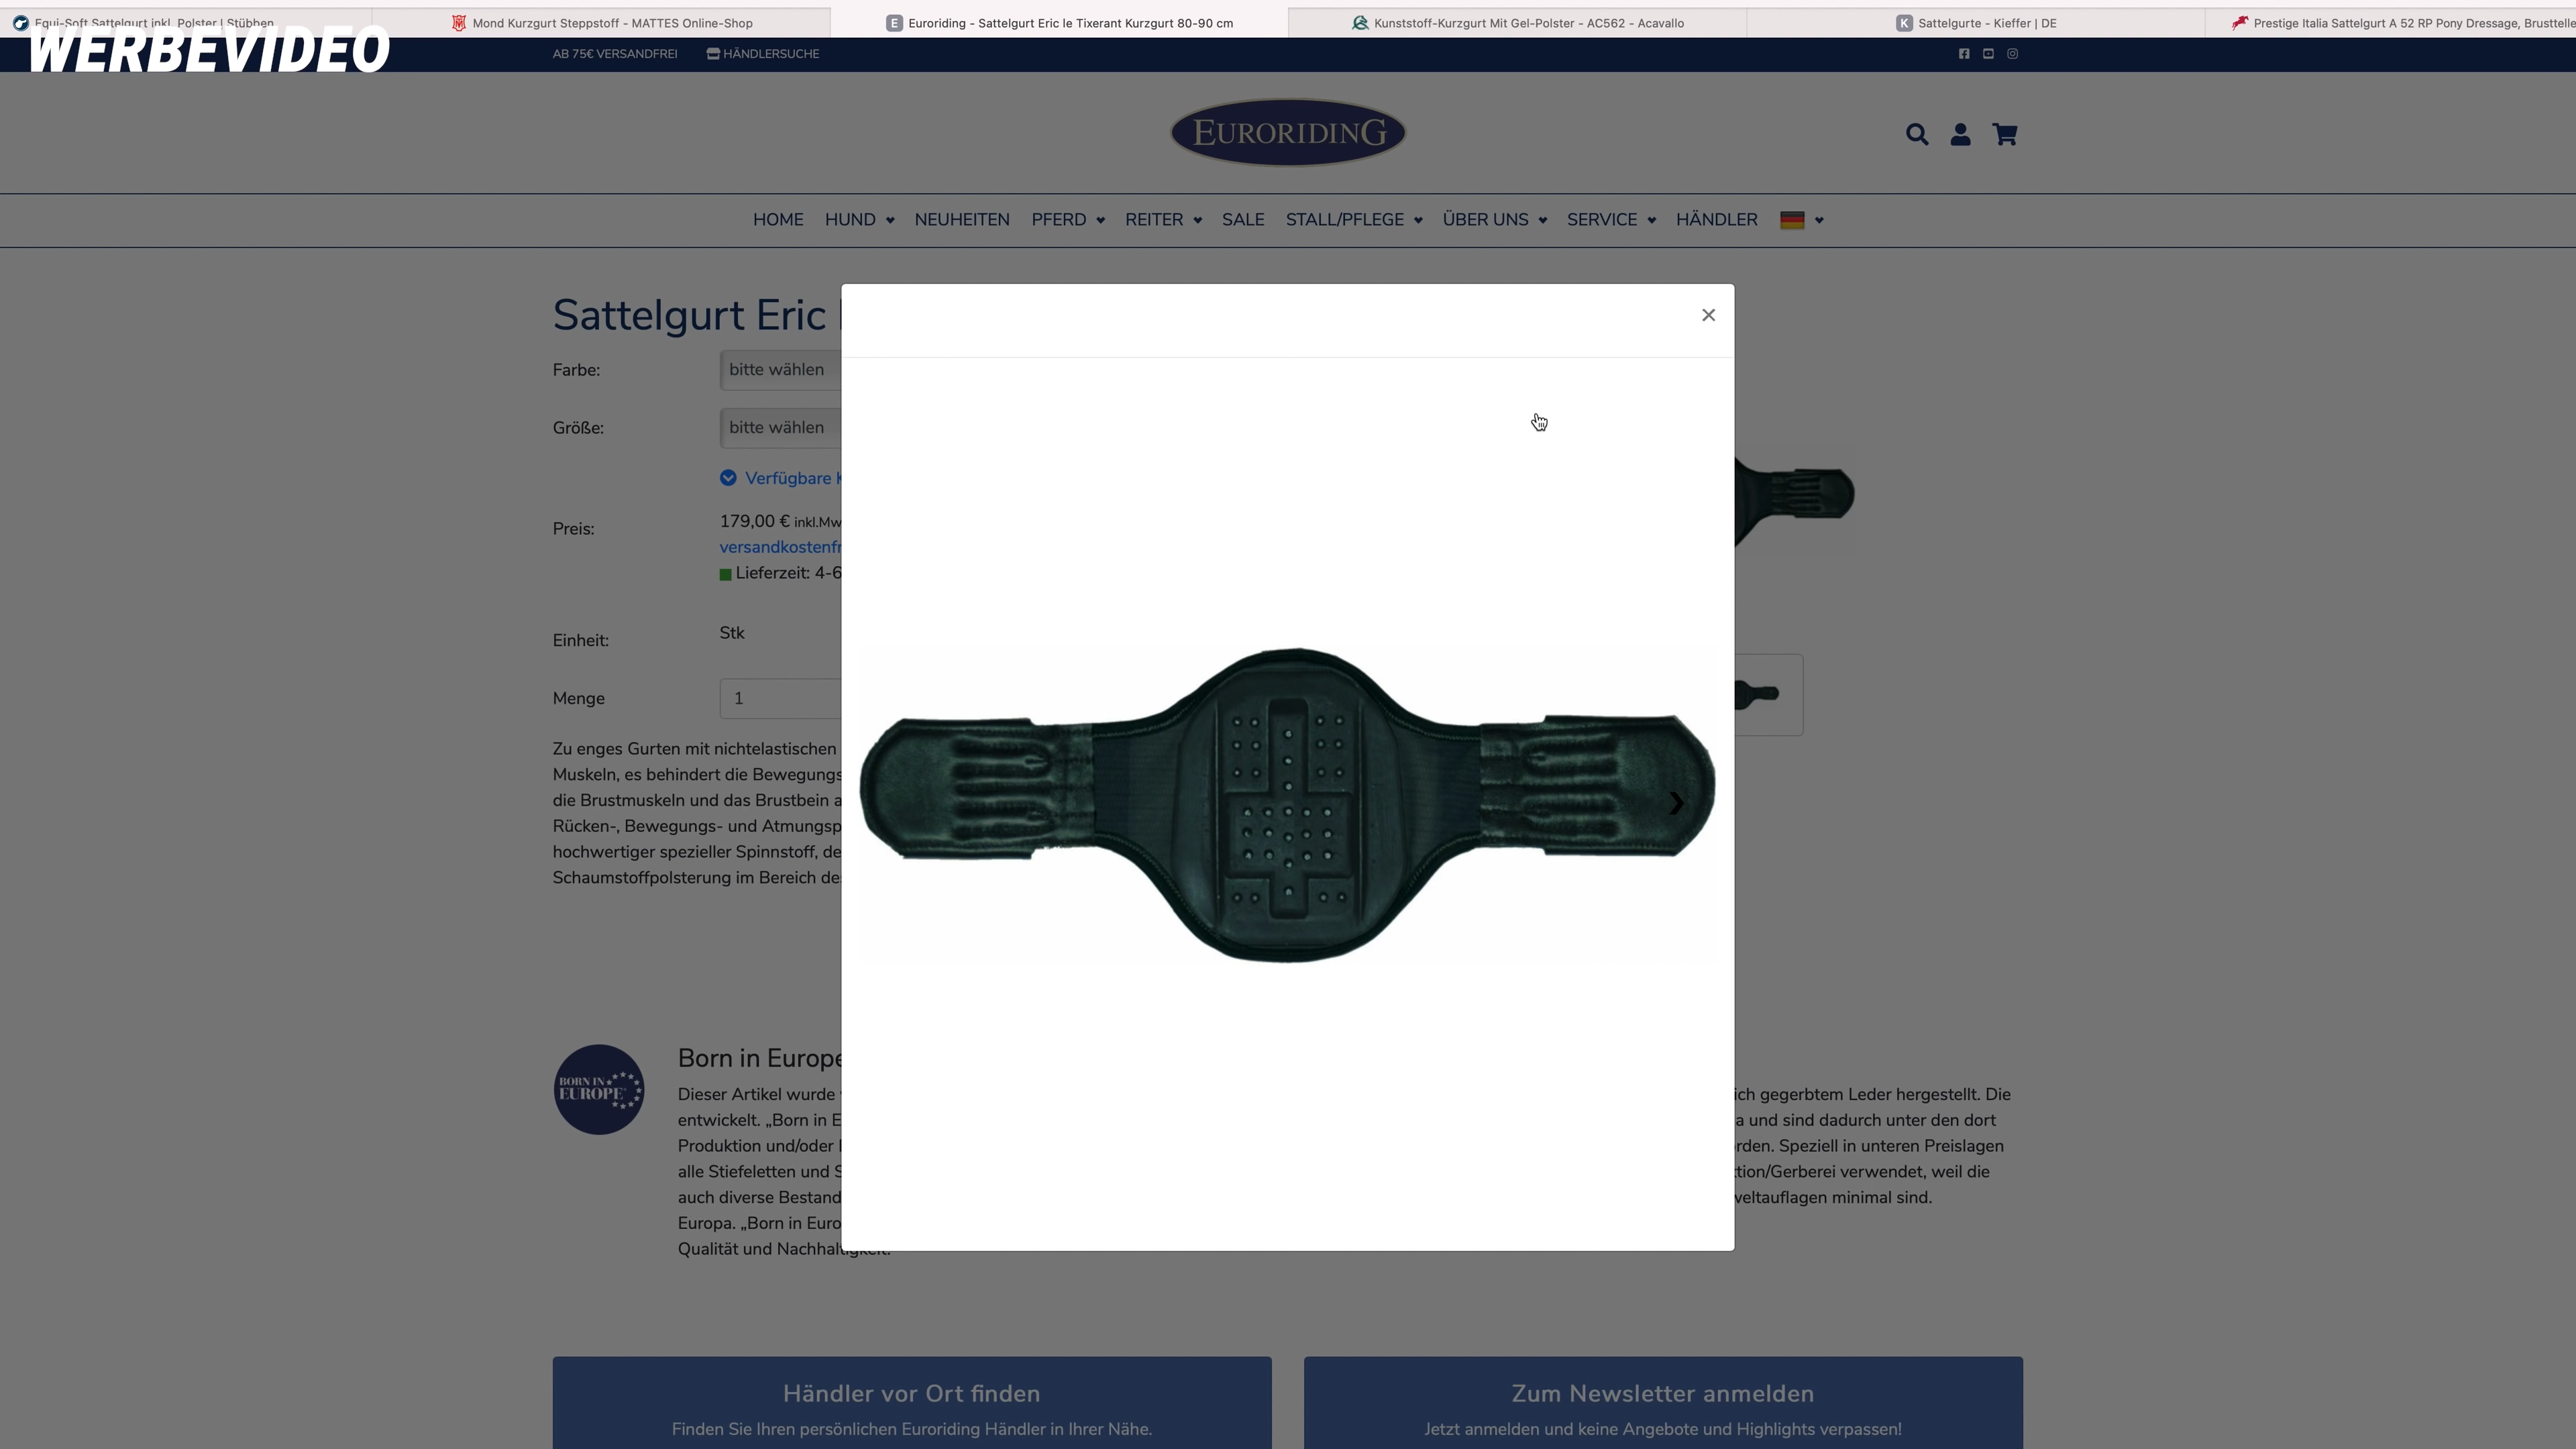 Equi-Soft Sattelgurt inkl. Polster | Stübben
Mond Kurzgurt Steppstoff - MATTES Online-Shop
E Euroriding - Sattelgurt Eric le Tixerant Kurzgurt 80-90 cm
Kunststoff-Kurzgurt Mit Gel-Polster - AC562 - Acavallo
K Sattelgurte - Kieffer | DE
Prestige Italia Sattelgurt A 52 RP Pony Dressage, Brusttelle
WERBEVIDEO
AB 75€ VERSANDFREI HÄNDLERSUCHE
EURORIDING
HOME HUND NEUHEITEN PFERD REITER SALE STALL/PFLEGE ÜBER UNS SERVICE HÄNDLER
Sattelgurt Eric
Farbe: bitte wählen
Größe: bitte wählen
Verfügbare
Preis: 179,00 € inkl.Mw
versandkostenfr
Lieferzeit: 4-6
Einheit: Stk
Menge 1
Zu enges Gurten mit nichtelastischen
Muskeln, es behindert die Bewegungs
die Brustmuskeln und das Brustbein a
Rücken-, Bewegungs- und Atmungsp
hochwertiger spezieller Spinnstoff, de
Schaumstoffpolsterung im Bereich de
BORN IN EUROPE
Born in Europe
Dieser Artikel wurde
entwickelt. „Born in E
Produktion und/oder
alle Stiefeletten und S
auch diverse Bestand
Europa. „Born in Euro
Qualität und Nachhaltigkeit.
ich gegerbtem Leder hergestellt. Die
a und sind dadurch unter den dort
rden. Speziell in unteren Preislagen
tion/Gerberei verwendet, weil die
weltauflagen minimal sind.
Händler vor Ort finden
Finden Sie Ihren persönlichen Euroriding Händler in Ihrer Nähe.
Zum Newsletter anmelden
Jetzt anmelden und keine Angebote und Highlights verpassen!